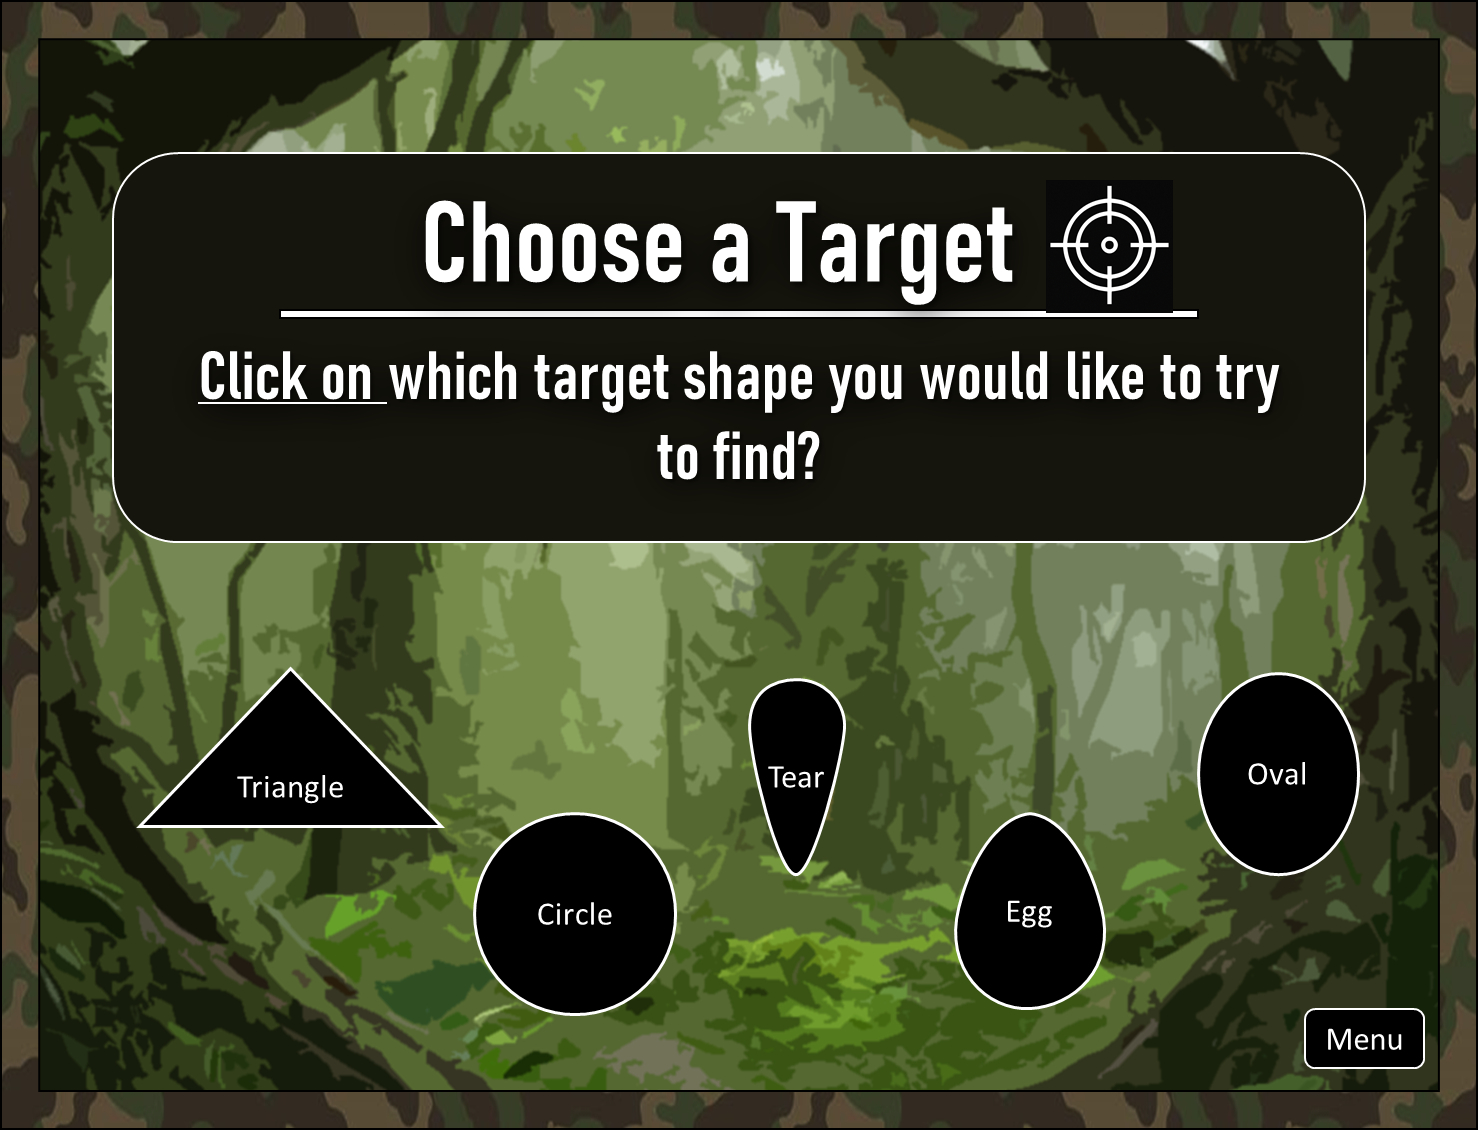 Choose a Target
Click on which target shape you would like to try
to find?
Triangle
Circle
Tear
Egg
Oval
Menu